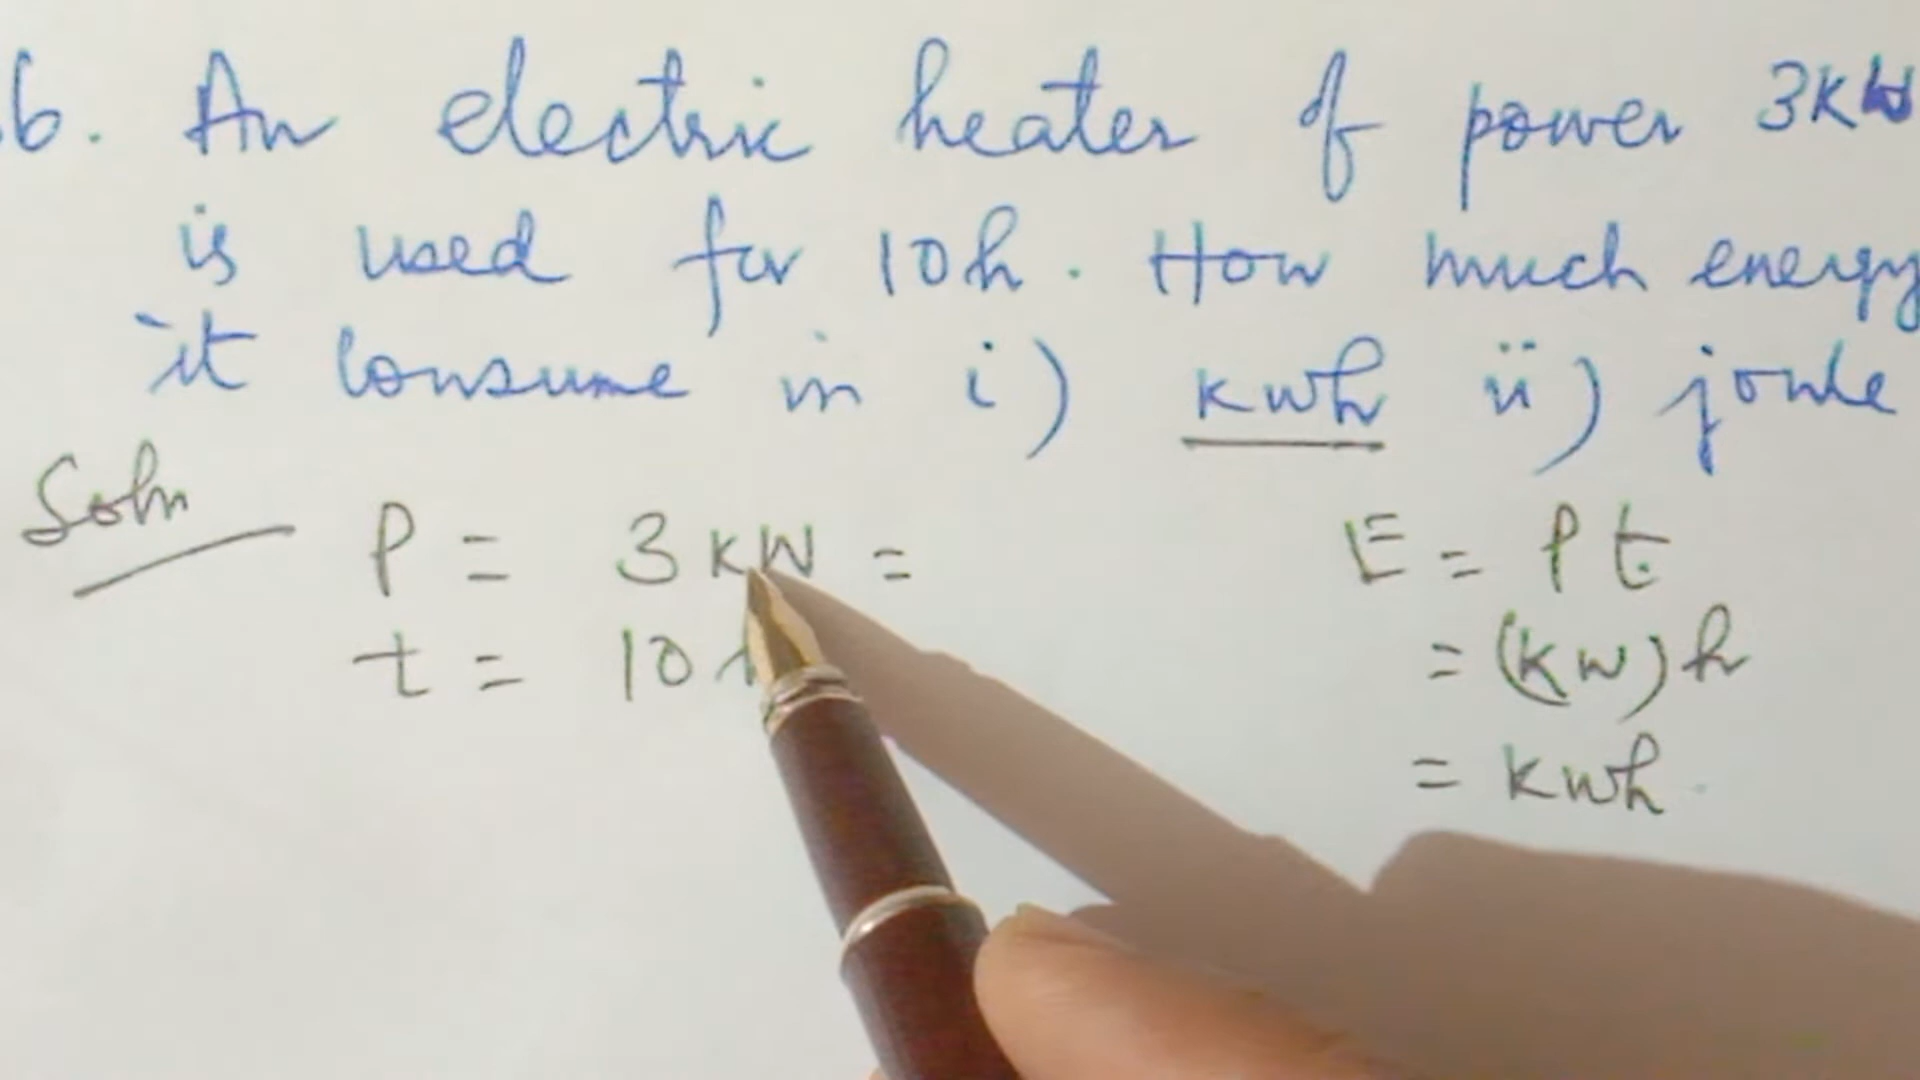 6. An electric heater of power 3KW
is used for 10h. How much energy
it consume in i) kwh ii) joule
Soln
P = 3 KW =
t = 10
E = Pt
= (KW) h
= kwh